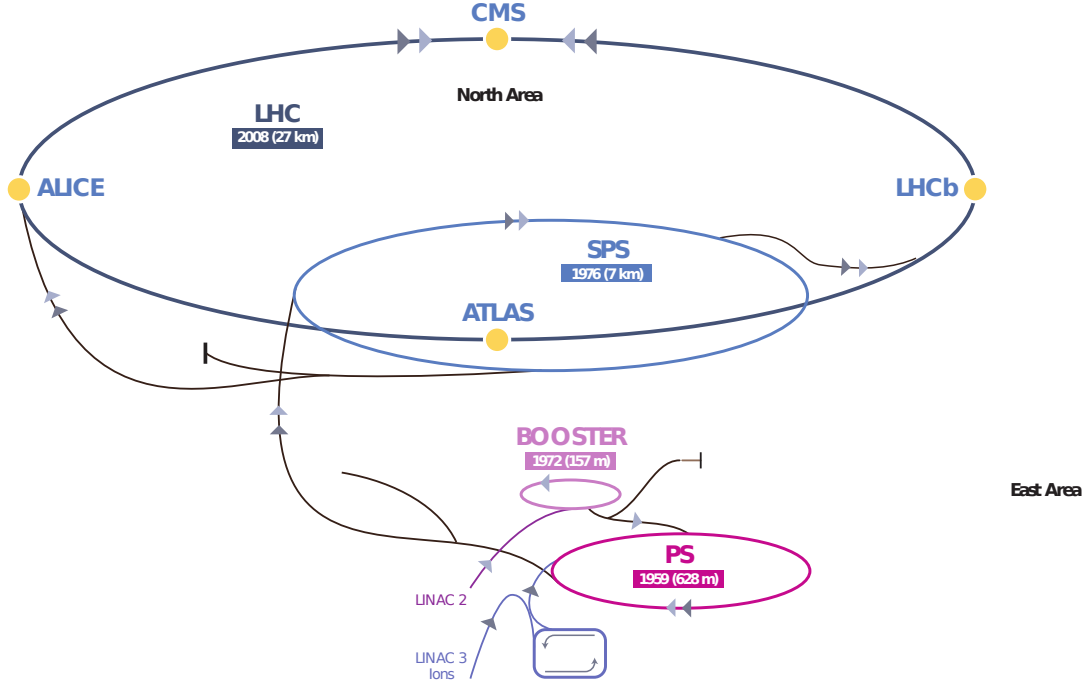 CMS
North Area
LHC
2008 (27 km)
ALICE
LHCb
SPS
1976 (7 km)
ATLAS
BOOSTER
1972 (157 m)
East Area
PS
1959 (628 m)
LINAC 2
LINAC 3
Ions